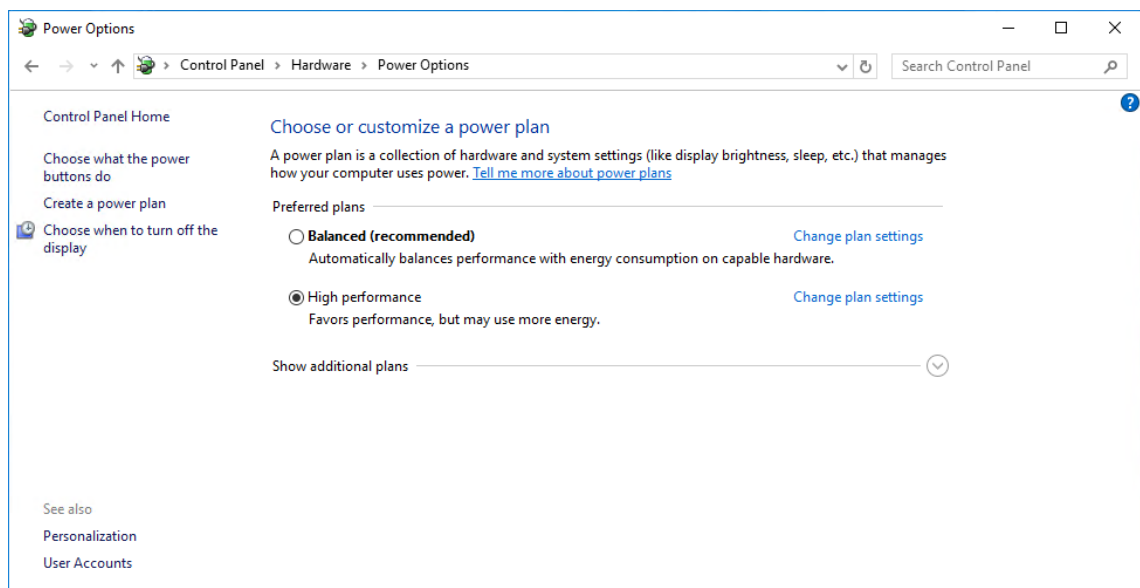 Power Options
Control Panel > Hardware > Power Options
Search Control Panel
Control Panel Home
Choose what the power
buttons do
Create a power plan
Choose when to turn off the
display
Choose or customize a power plan
A power plan is a collection of hardware and system settings (like display brightness, sleep, etc.) that manages
how your computer uses power. Tell me more about power plans
Preferred plans
Balanced (recommended)
Change plan settings
Automatically balances performance with energy consumption on capable hardware.
High performance
Change plan settings
Favors performance, but may use more energy.
Show additional plans
See also
Personalization
User Accounts